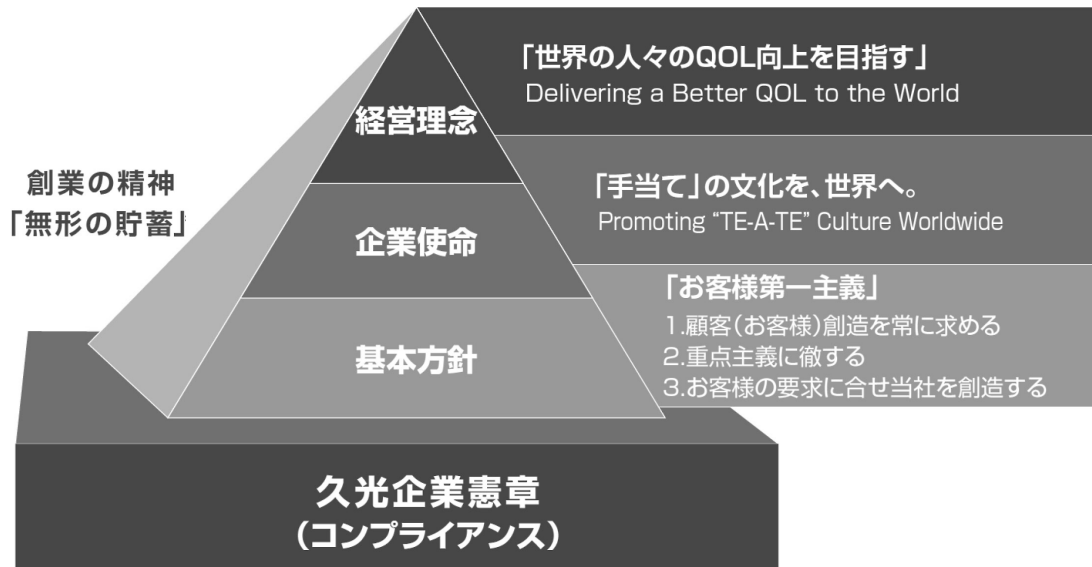 「世界の人々のQOL向上を目指す」
Delivering a Better QOL to the World
経営理念
創業の精神
「無形の貯蓄」
「手当て」の文化を、世界へ。
Promoting “TE-A-TE” Culture Worldwide
企業使命
「お客様第一主義」
1.顧客(お客様)創造を常に求める
2.重点主義に徹する
3.お客様の要求に合せ当社を創造する
基本方針
久光企業憲章
(コンプライアンス)